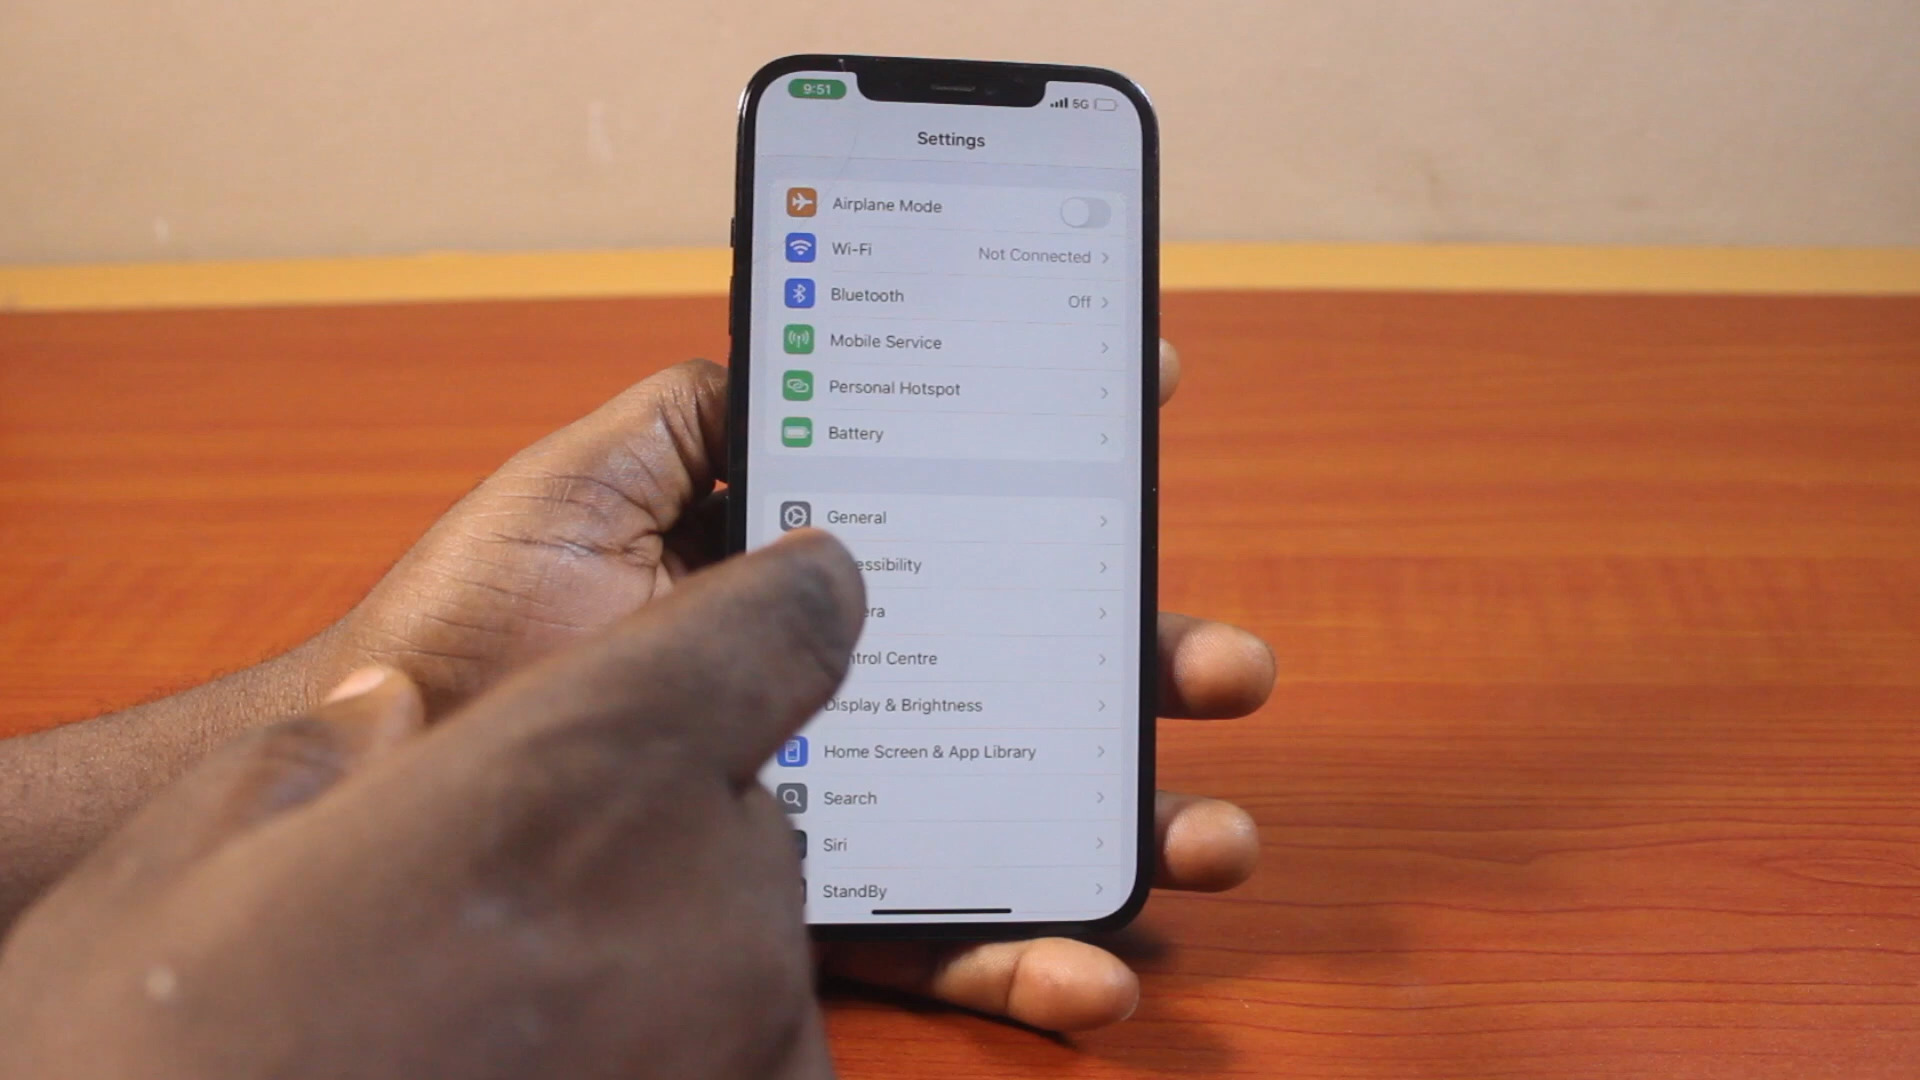 9:51
5G
Settings
Airplane Mode
Wi-Fi Not Connected
Bluetooth Off
Mobile Service
Personal Hotspot
Battery
General
essibility
era
ntrol Centre
Display & Brightness
Home Screen & App Library
Search
Siri
StandBy